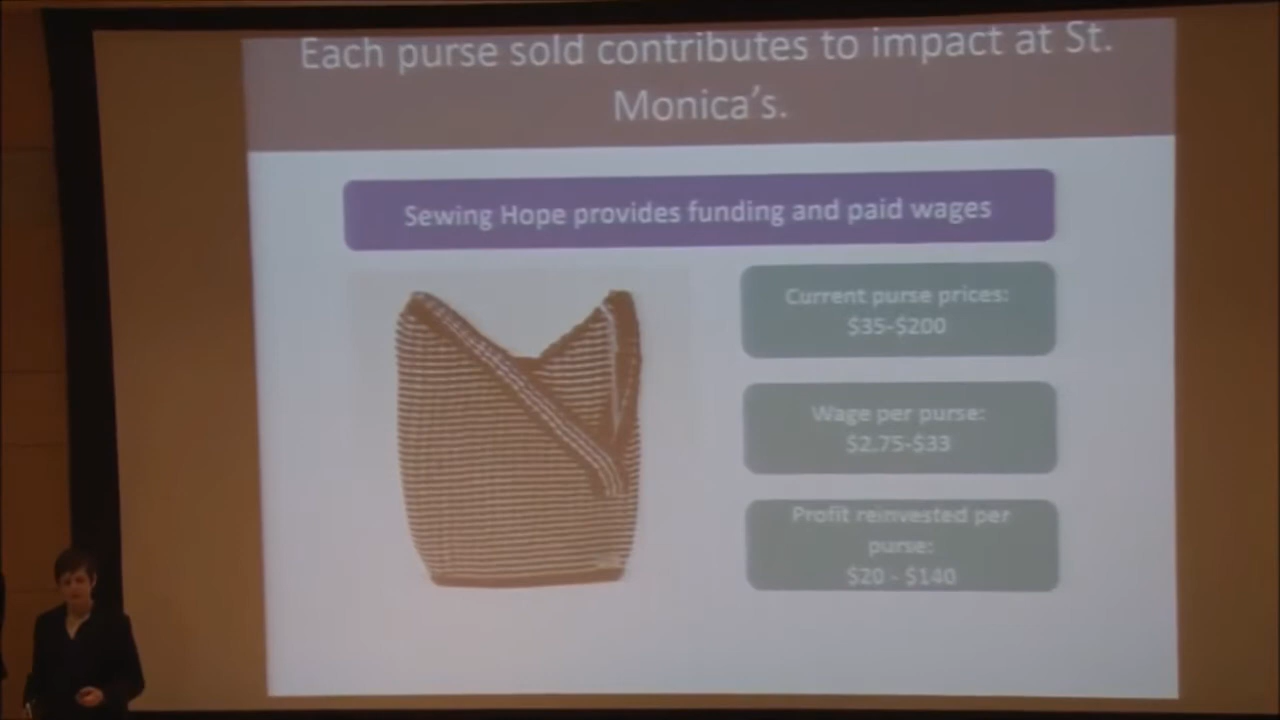 Each purse sold contributes to impact at St.
Monica's.
Sewing Hope provides funding and paid wages
Current purse prices:
$35-$200
Wage per purse:
$2.75-$33
Profit reinvested per
purse:
$20 - $140